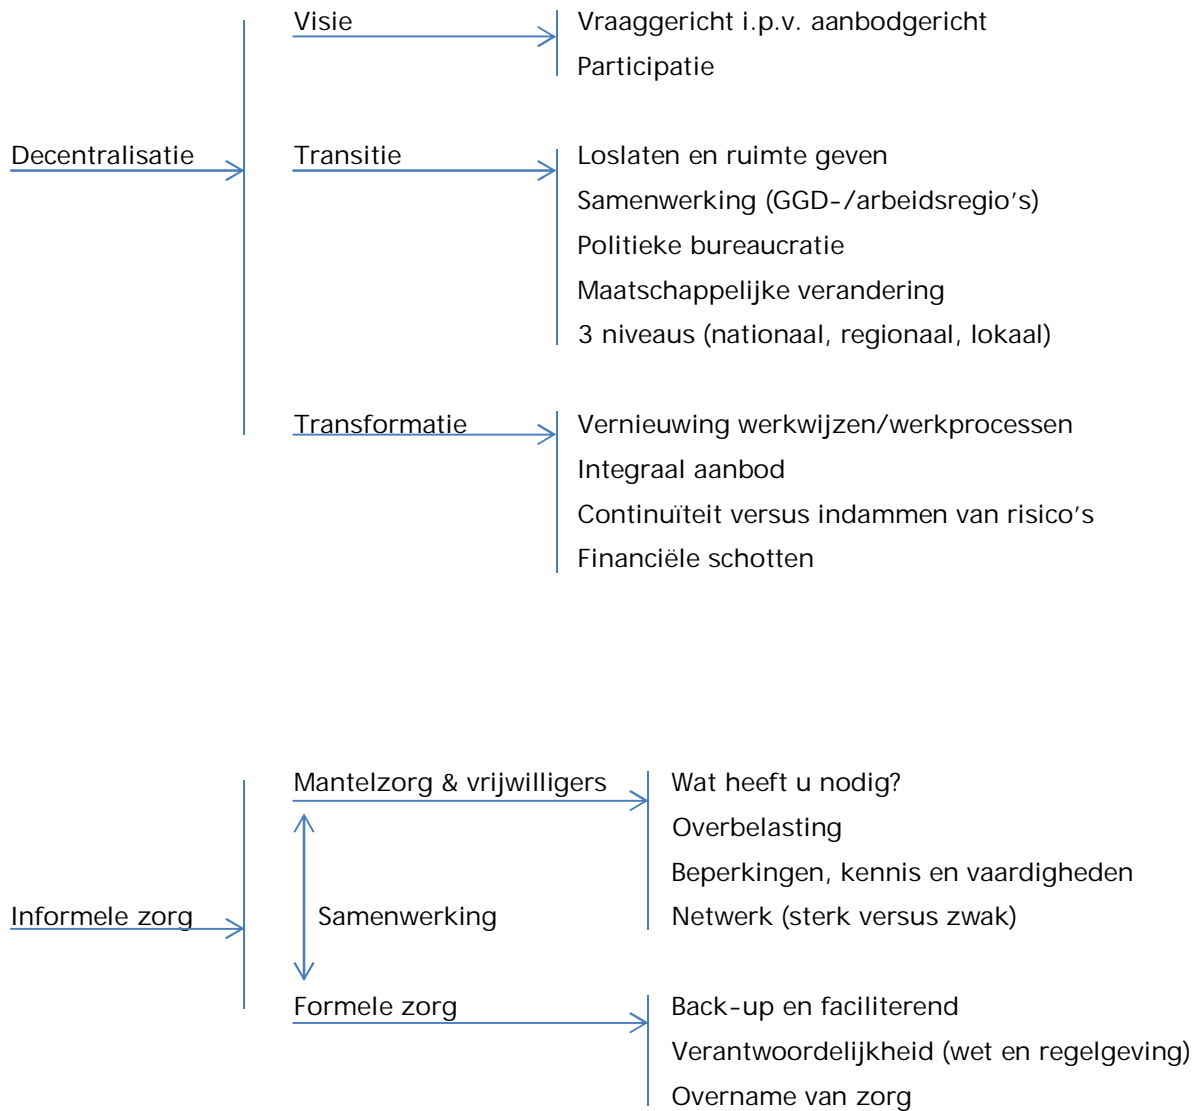 Visie
Vraaggericht i.p.v. aanbodgericht
Participatie
Decentralisatie
Transitie
Loslaten en ruimte geven
Samenwerking (GGD-/arbeidsregio's)
Politieke bureaucratie
Maatschappelijke verandering
3 niveaus (nationaal, regionaal, lokaal)
Transformatie
Vernieuwing werkwijzen/werkprocessen
Integraal aanbod
Continuïteit versus indammen van risico's
Financiële schotten
Mantelzorg & vrijwilligers
Wat heeft u nodig?
Overbelasting
Beperkingen, kennis en vaardigheden
Informele zorg
Samenwerking
Netwerk (sterk versus zwak)
Formele zorg
Back-up en faciliterend
Verantwoordelijkheid (wet en regelgeving)
Overname van zorg